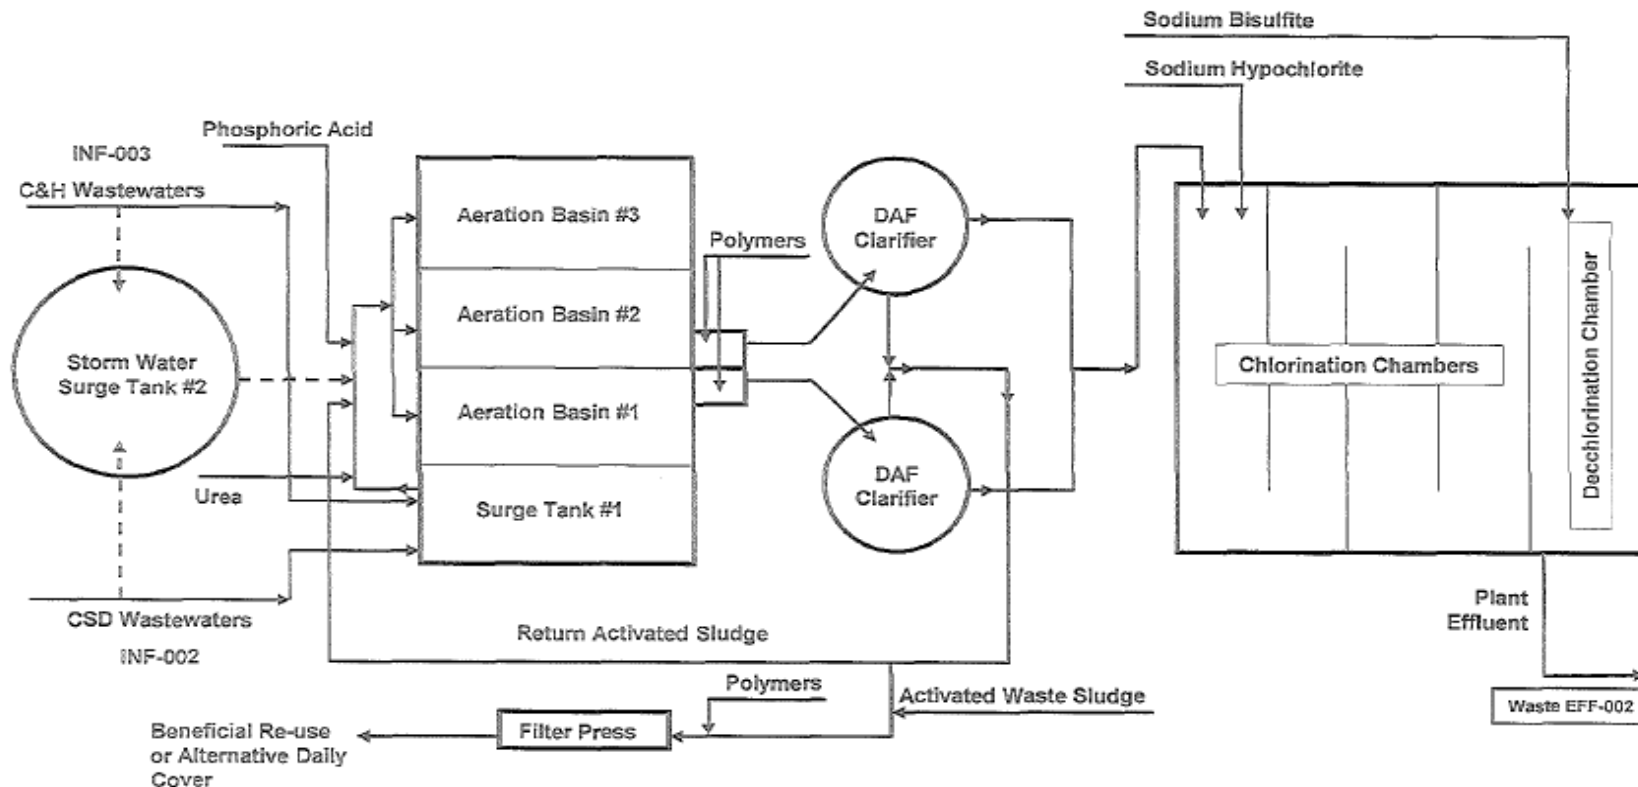 Sodium Bisulfite
Sodium Hypochlorite
Phosphoric Acid
INF-003
C&H Wastewaters
Aeration Basin #3
DAF
Clarifier
Polymers
Aeration Basin #2
Storm Water
Surge Tank #2
Chlorination Chambers
Decchlorination Chamber
Aeration Basin #1
DAF
Clarifier
Urea
Surge Tank #1
CSD Wastewaters
INF-002
Return Activated Sludge
Plant
Effluent
Polymers
Activated Waste Sludge
Waste EFF-002
Beneficial Re-use
or Alternative Daily
Cover
Filter Press